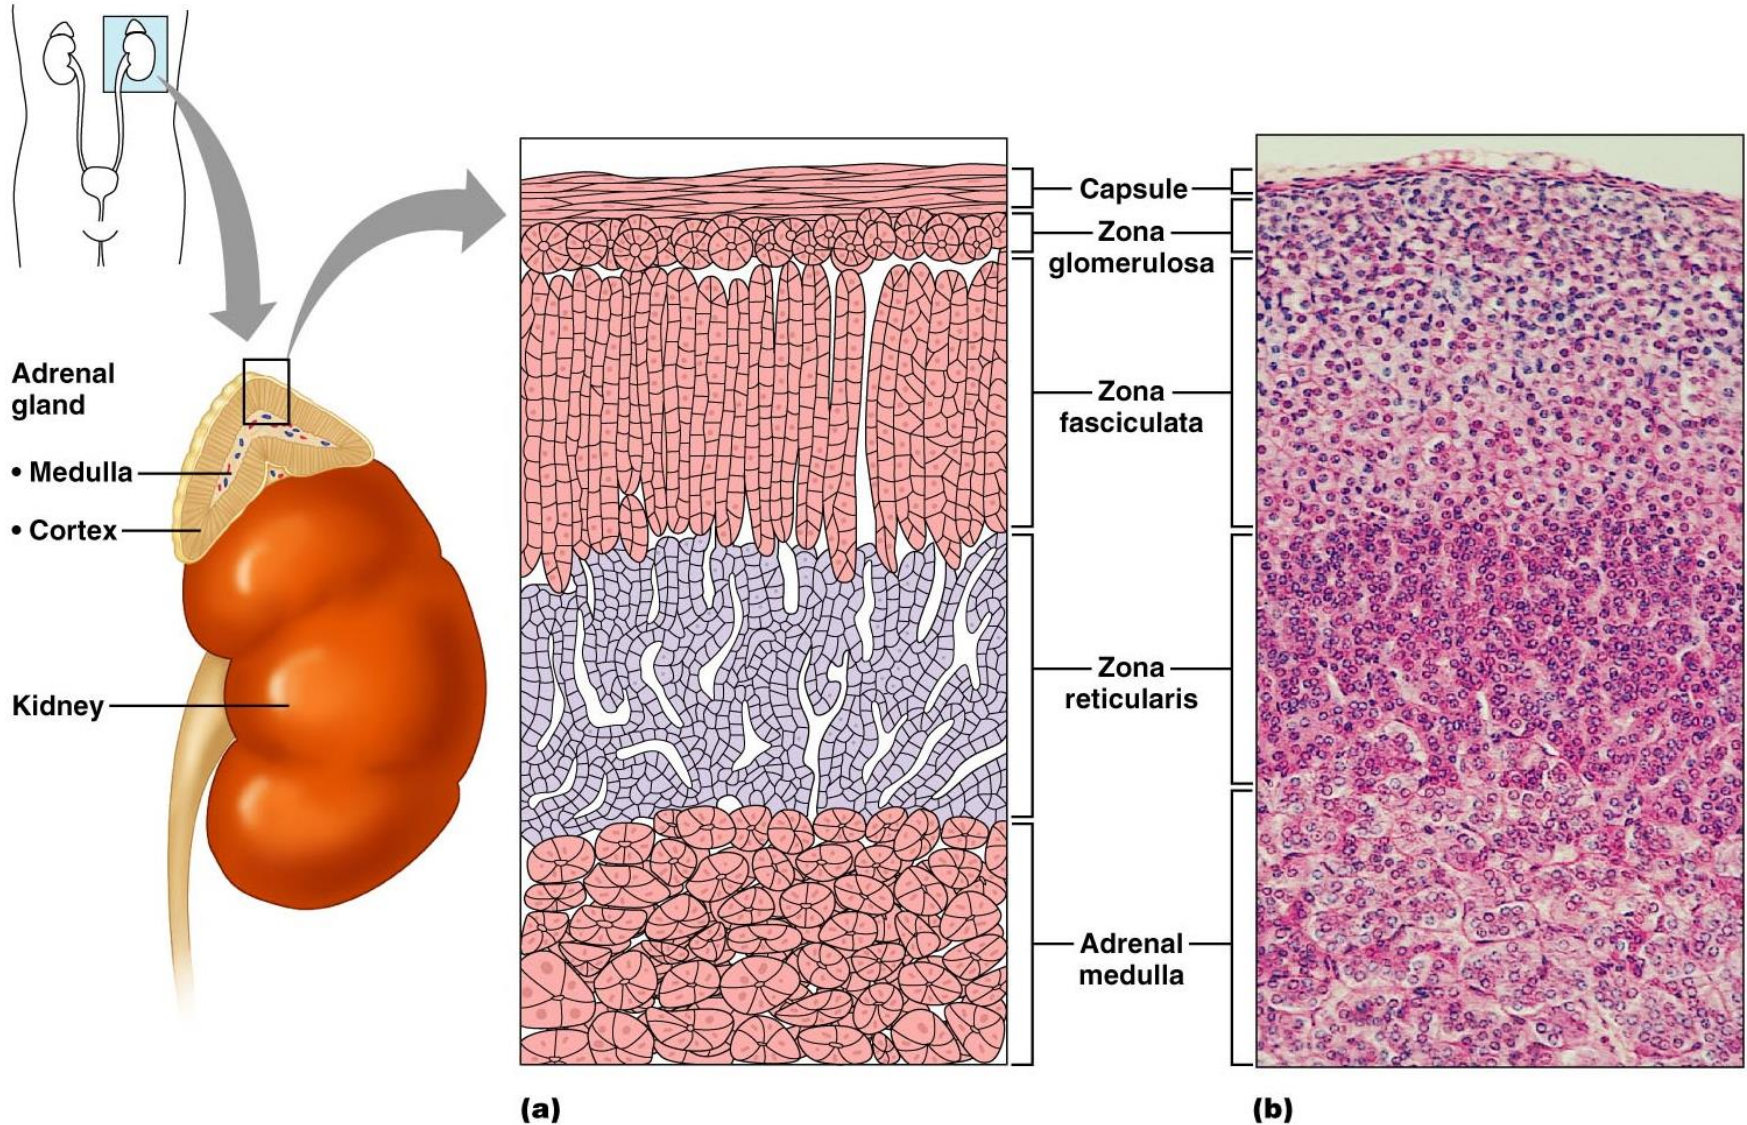 Adrenal
gland
• Medulla
• Cortex
Kidney
Capsule
Zona
glomerulosa
Zona
fasciculata
Zona
reticularis
Adrenal
medulla
(a)
(b)